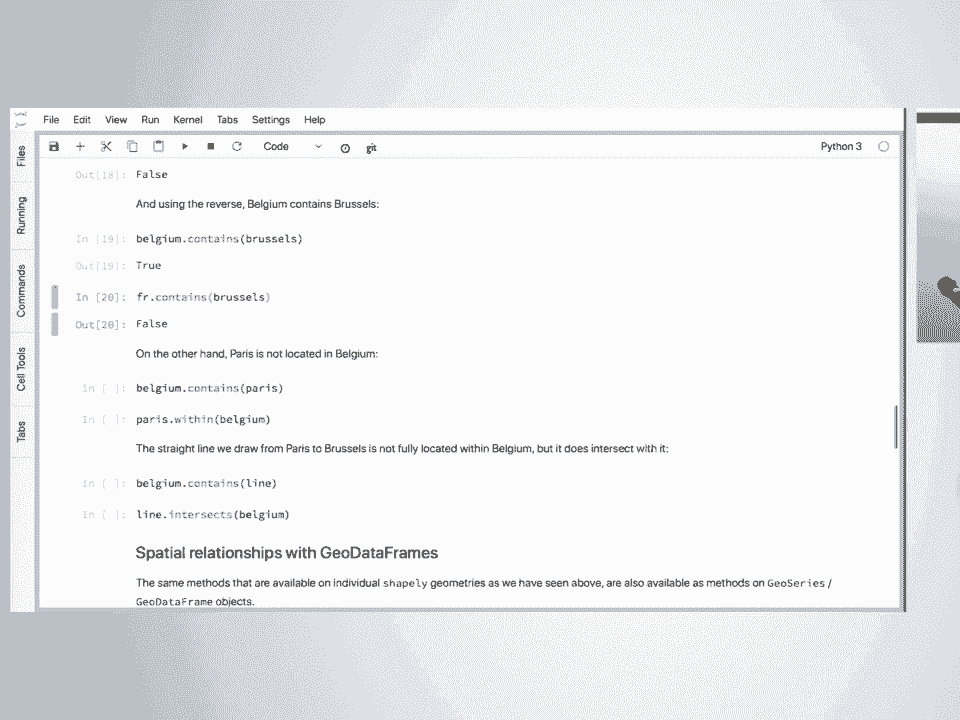 File Edit View Run Kernel Tabs Settings Help
Code git Python 3
Files
Running
Commands
Cell Tools
Tabs
Out[18]: False
And using the reverse, Belgium contains Brussels:
In [19]: belgium.contains(brussels)
Out[19]: True
In [20]: fr.contains(brussels)
Out[20]: False
On the other hand, Paris is not located in Belgium:
In [ ]: belgium.contains(paris)
In [ ]: paris.within(belgium)
The straight line we draw from Paris to Brussels is not fully located within Belgium, but it does intersect with it:
In [ ]: belgium.contains(line)
In [ ]: line.intersects(belgium)
Spatial relationships with GeoDataFrames
The same methods that are available on individual shapely geometries as we have seen above, are also available as methods on GeoSeries /
GeoDataFrame objects.